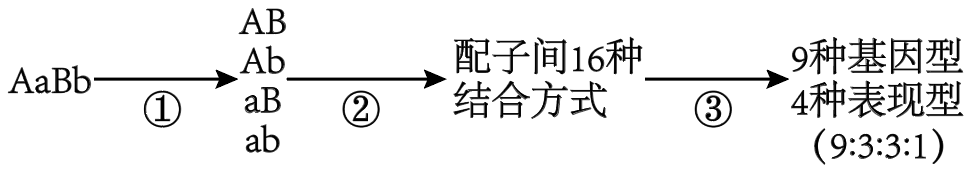 AaBb
①
AB
Ab
aB
ab
②
配子间16种
结合方式
③
9种基因型
4种表现型
(9:3:3:1)